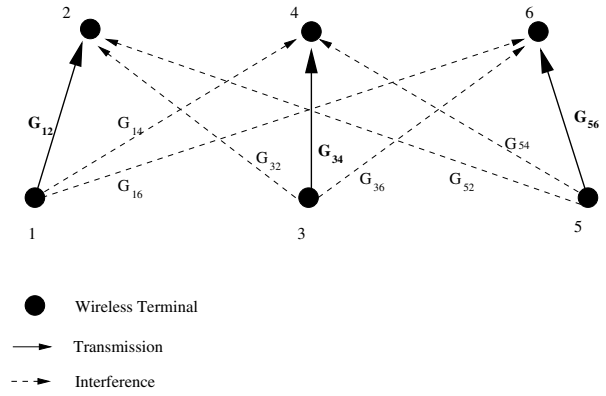 2
4
6
G12
G14
G32
G34
G36
G54
G56
G16
G52
1
3
5
Wireless Terminal
Transmission
Interference